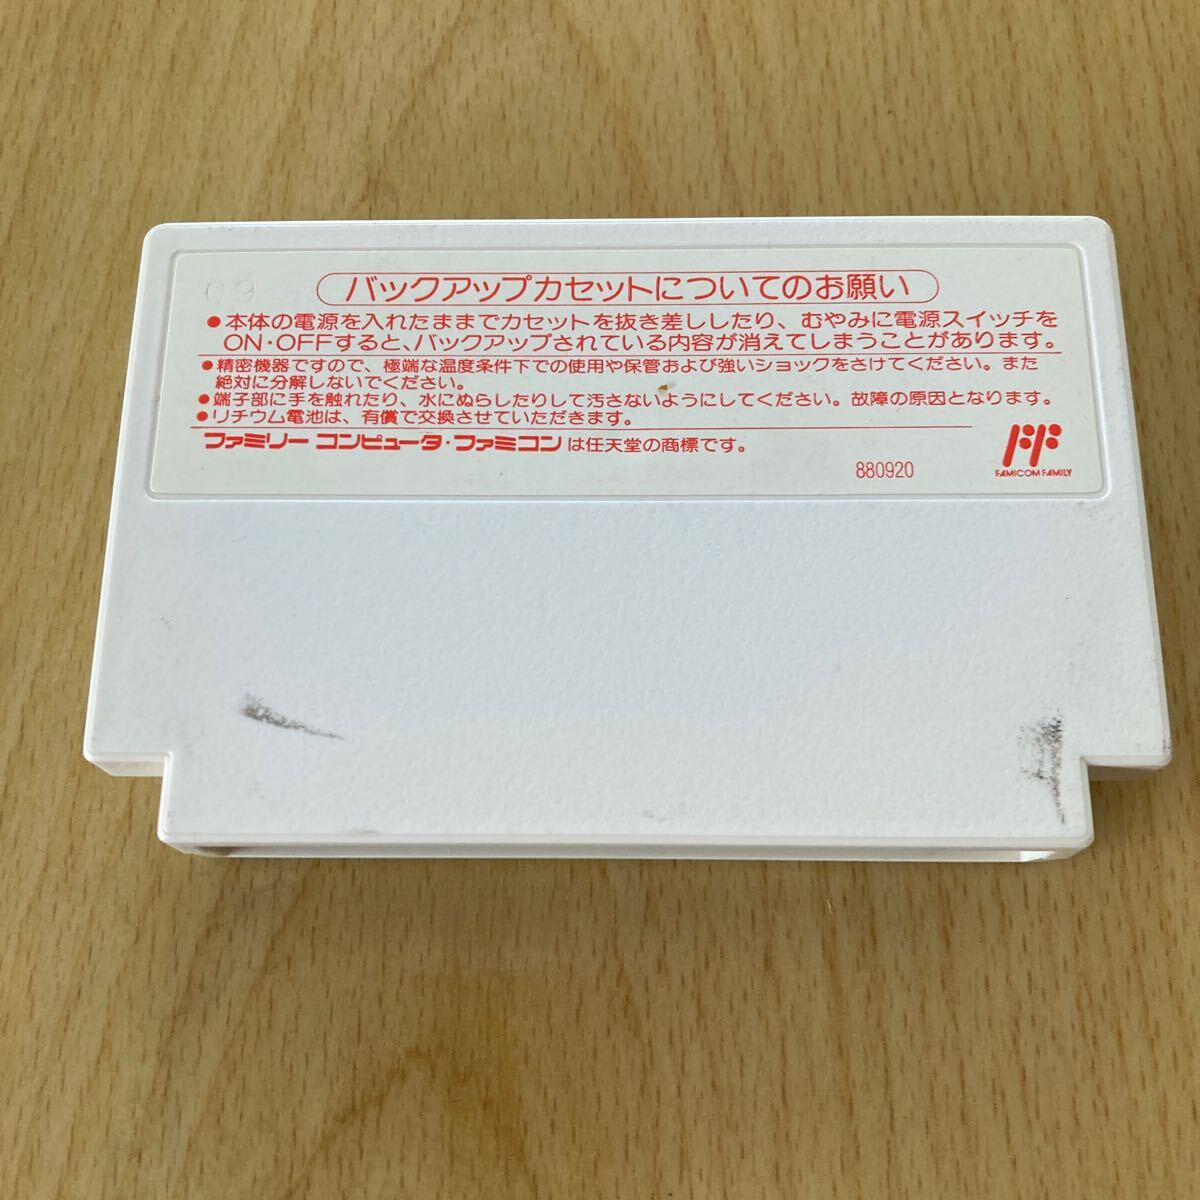 バックアップカセットについてのお願い
●本体の電源を入れたままでカセットを抜き差ししたり、むやみに電源スイッチを
ON・OFFすると、バックアップされている内容が消えてしまうことがあります。
●精密機器ですので、極端な温度条件下での使用や保管および強いショックをさけてください。また
絶対に分解しないでください。
●端子部に手を触れたり、水にぬらしたりして汚さないようにしてください。故障の原因となります。
●リチウム電池は、有償で交換させていただきます。
ファミリーコンピュータ・ファミコンは任天堂の商標です。
880920
FAMICOM FAMILY